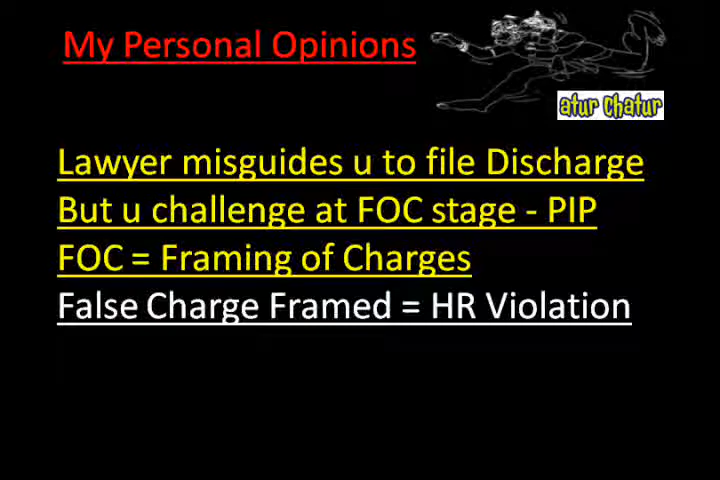 My Personal Opinions
atur chatur
Lawyer misguides u to file Discharge
But u challenge at FOC stage - PIP
FOC = Framing of Charges
False Charge Framed = HR Violation